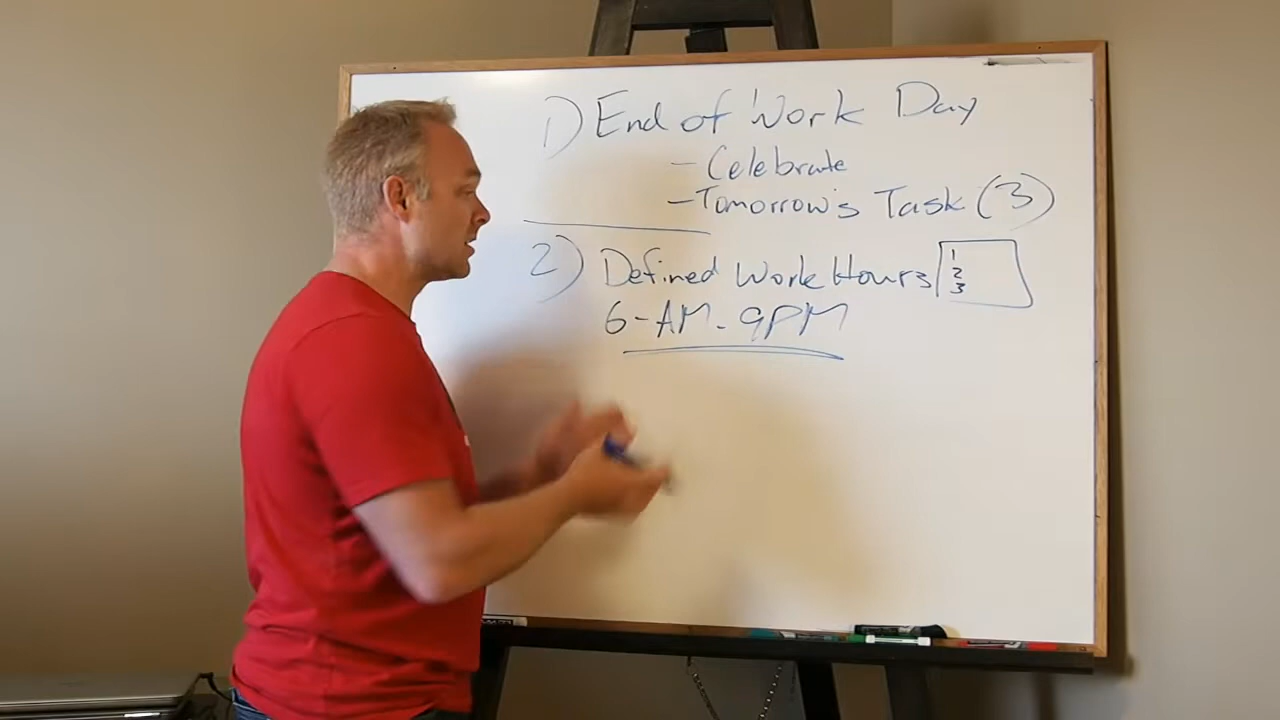 1) End of Work Day
- Celebrate
- Tomorrow's Task (3)
2) Defined Work Hours
1
2
3
6-AM - 9PM